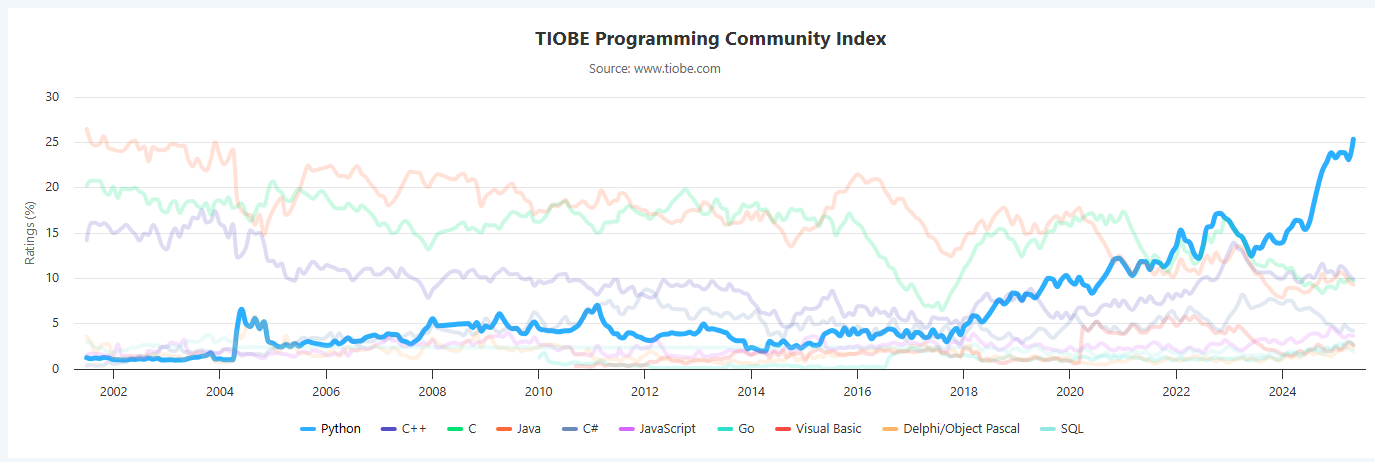 TIOBE Programming Community Index
Source: www.tiobe.com
Ratings (%)
30
25
20
15
10
5
0
2002 2004 2006 2008 2010 2012 2014 2016 2018 2020 2022 2024
Python C++ C Java C# JavaScript Go Visual Basic Delphi/Object Pascal SQL